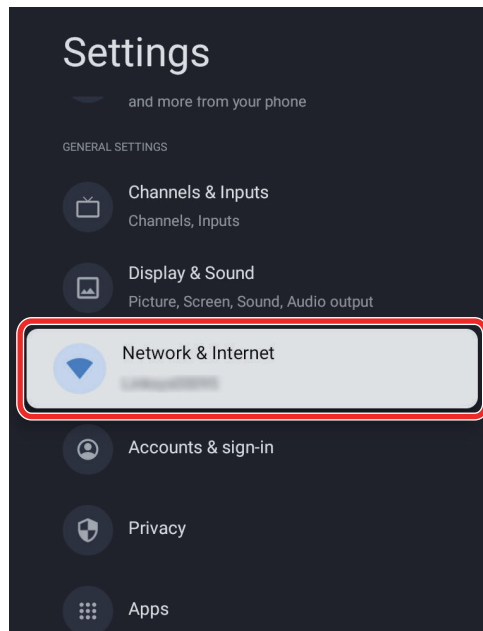 Settings
and more from your phone
GENERAL SETTINGS
Channels & Inputs
Channels, Inputs
Display & Sound
Picture, Screen, Sound, Audio output
Network & Internet
Accounts & sign-in
Privacy
Apps